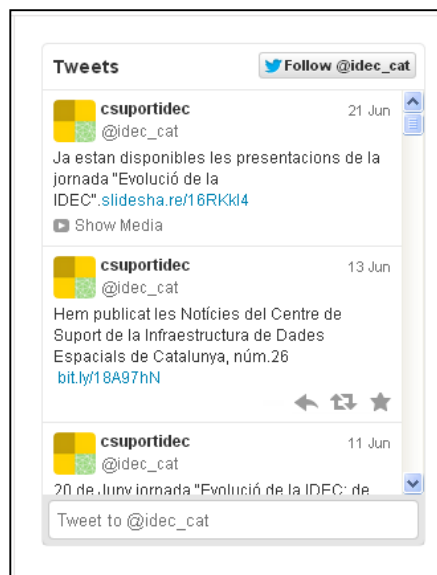 Tweets
Follow @idec_cat
csuportidec
21 Jun
@idec_cat
Ja estan disponibles les presentacions de la
jornada "Evolució de la
IDEC".slidesha.re/16RKkl4
Show Media
csuportidec
13 Jun
@idec_cat
Hem publicat les Notícies del Centre de
Suport de la Infraestructura de Dades
Espacials de Catalunya, núm.26
bit.ly/18A97hN
csuportidec
11 Jun
@idec_cat
20 de Juny jornada "Evolució de la IDEC: de
Tweet to @idec_cat